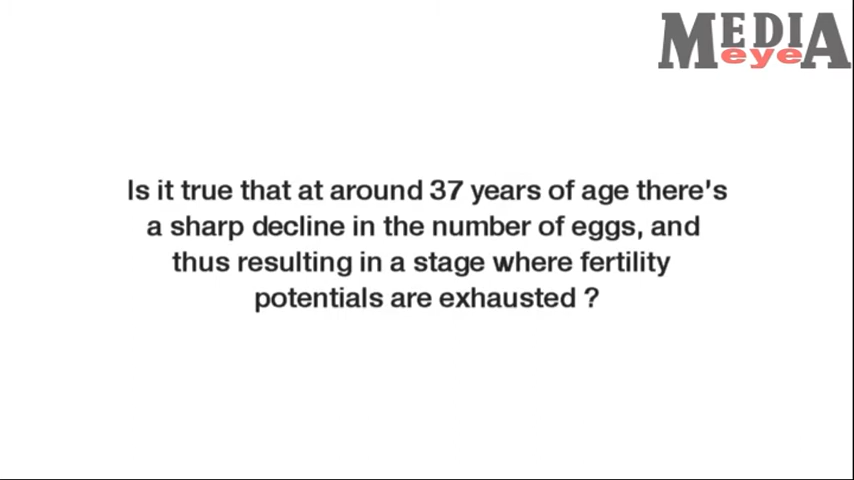 MEDIA
eye
Is it true that at around 37 years of age there's
a sharp decline in the number of eggs, and
thus resulting in a stage where fertility
potentials are exhausted ?